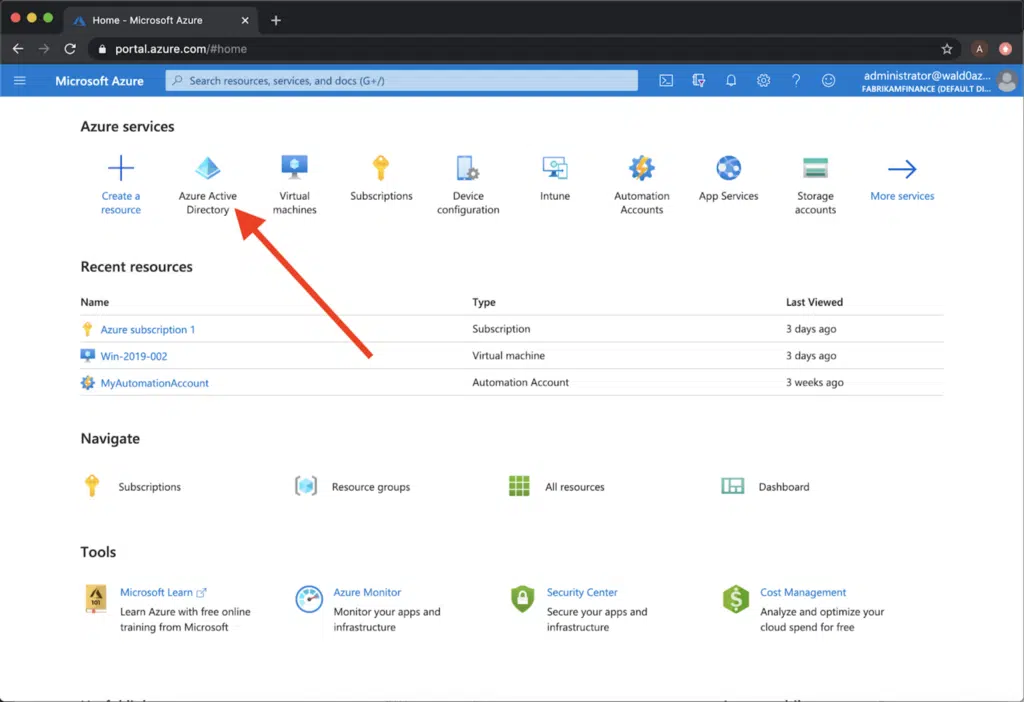 Home - Microsoft Azure
portal.azure.com/#home
A
Microsoft Azure
Search resources, services, and docs (G+/)
administrator@wald0az...
FABRIKAMFINANCE (DEFAULT DI...
Azure services
Create a
resource
Azure Active
Directory
Virtual
machines
Subscriptions
Device
configuration
Intune
Automation
Accounts
App Services
Storage
accounts
More services
Recent resources
Name Type Last Viewed
Azure subscription 1 Subscription 3 days ago
Win-2019-002 Virtual machine 3 days ago
MyAutomationAccount Automation Account 3 weeks ago
Navigate
Subscriptions Resource groups All resources Dashboard
Tools
Microsoft Learn
Learn Azure with free online
training from Microsoft
Azure Monitor
Monitor your apps and
infrastructure
Security Center
Secure your apps and
infrastructure
Cost Management
Analyze and optimize your
cloud spend for free